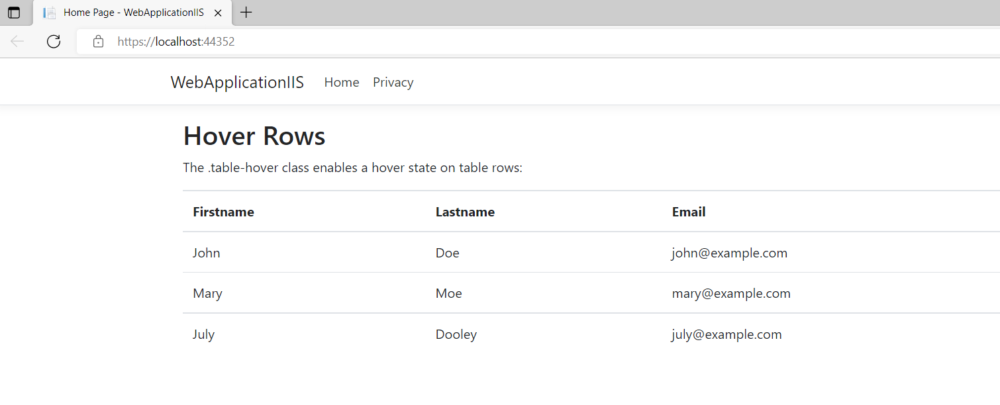 Home Page - WebApplicationIIS
https://localhost:44352
WebApplicationIIS Home Privacy
Hover Rows
The .table-hover class enables a hover state on table rows:
Firstname Lastname Email
John Doe john@example.com
Mary Moe mary@example.com
July Dooley july@example.com